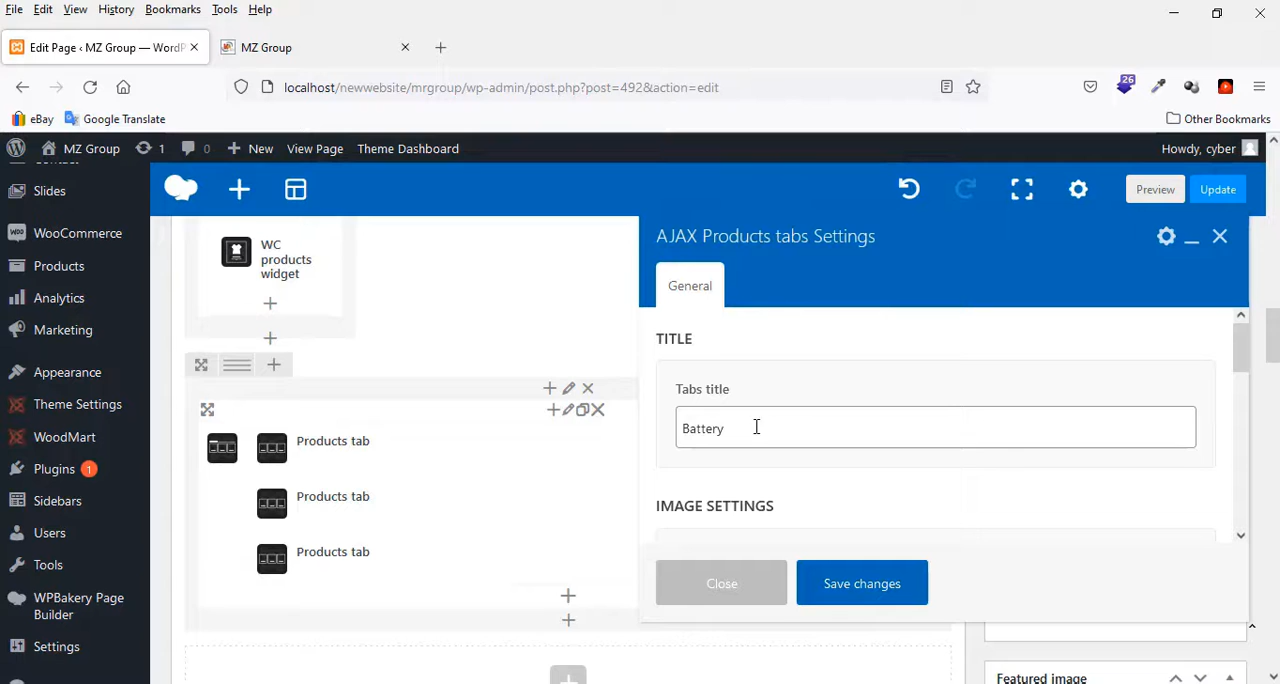 File Edit View History Bookmarks Tools Help
Edit Page ‹ MZ Group — WordP
MZ Group
localhost/newwebsite/mrgroup/wp-admin/post.php?post=492&action=edit
26
eBay Google Translate Other Bookmarks
MZ Group 1 0 New View Page Theme Dashboard Howdy, cyber
Slides
WooCommerce
Products
Analytics
Marketing
Appearance
Theme Settings
WoodMart
Plugins 1
Sidebars
Users
Tools
WPBakery Page
Builder
Settings
Preview Update
WC
products
widget
Products tab
Products tab
Products tab
AJAX Products tabs Settings
General
TITLE
Tabs title
Battery
IMAGE SETTINGS
Close Save changes
Featured image